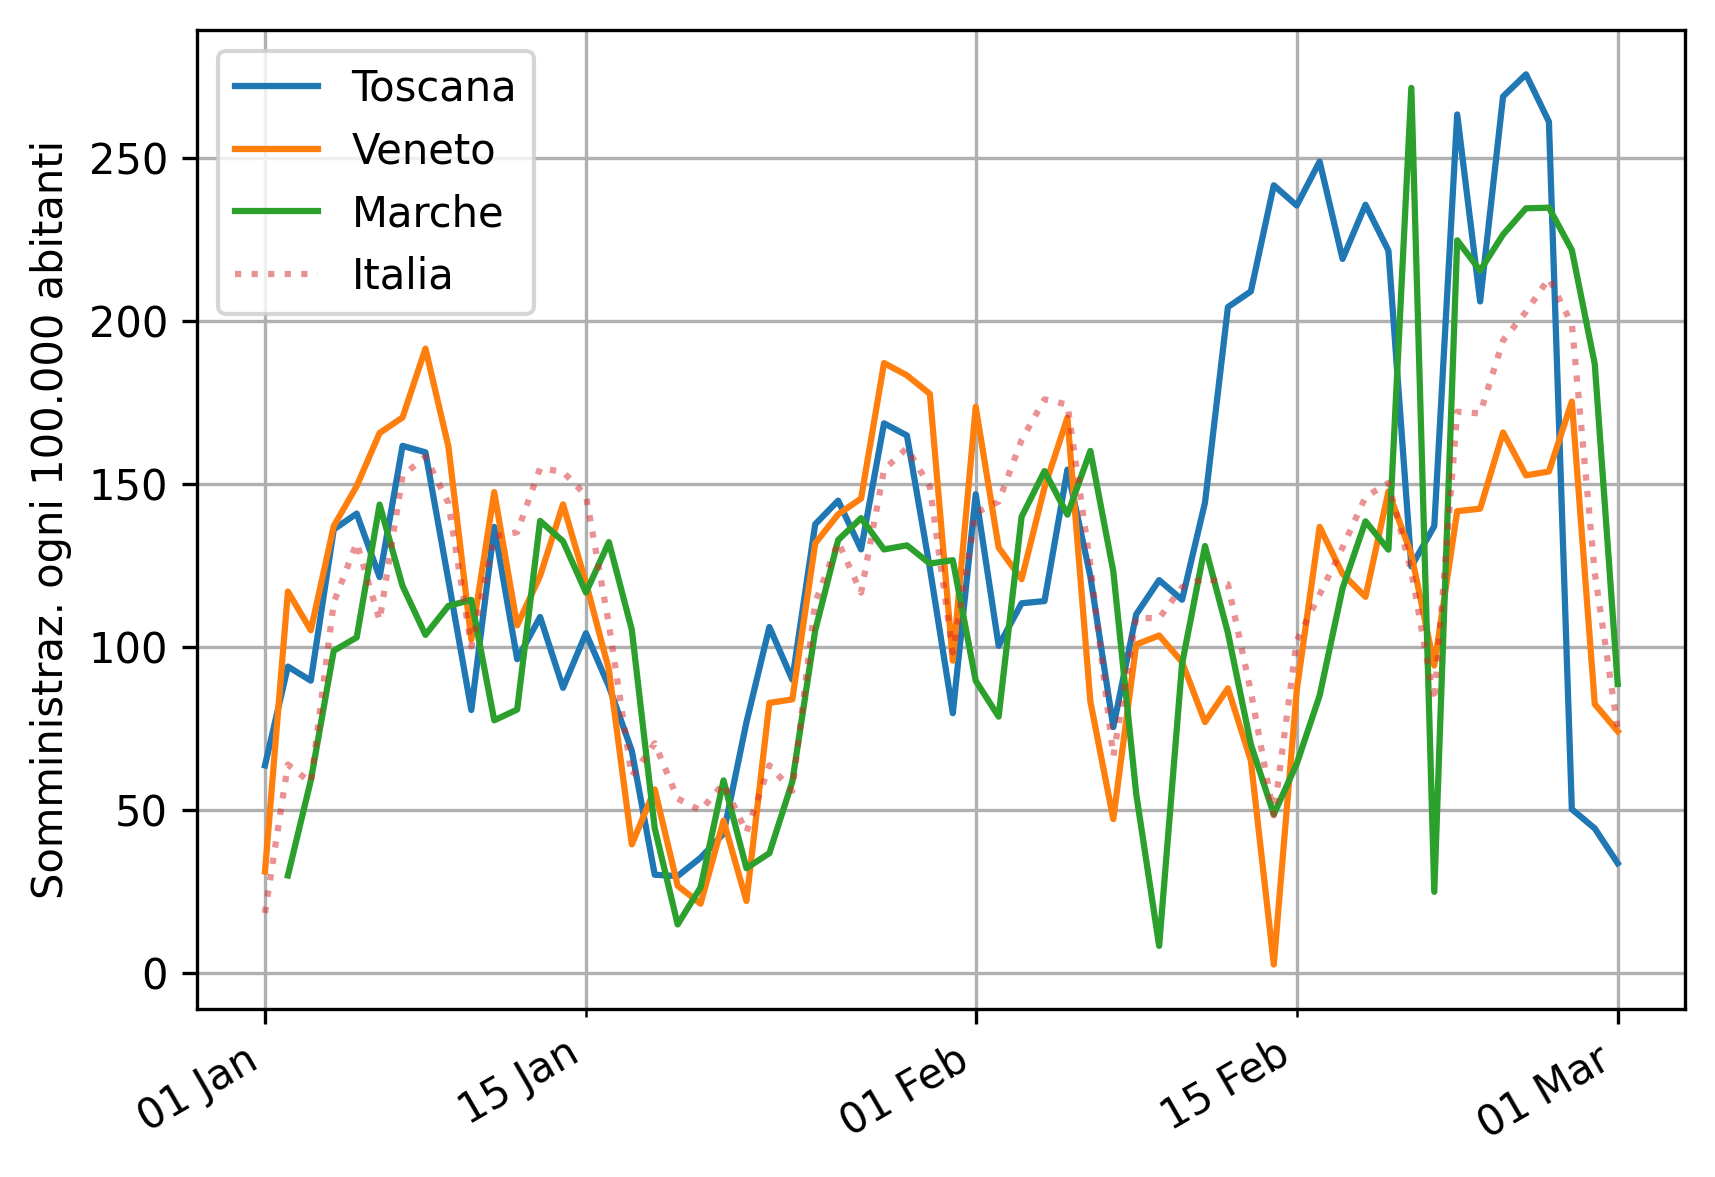 Toscana
Veneto
Marche
Italia
Somministraz. ogni 100.000 abitanti
250
200
150
100
50
0
01 Jan
15 Jan
01 Feb
15 Feb
01 Mar